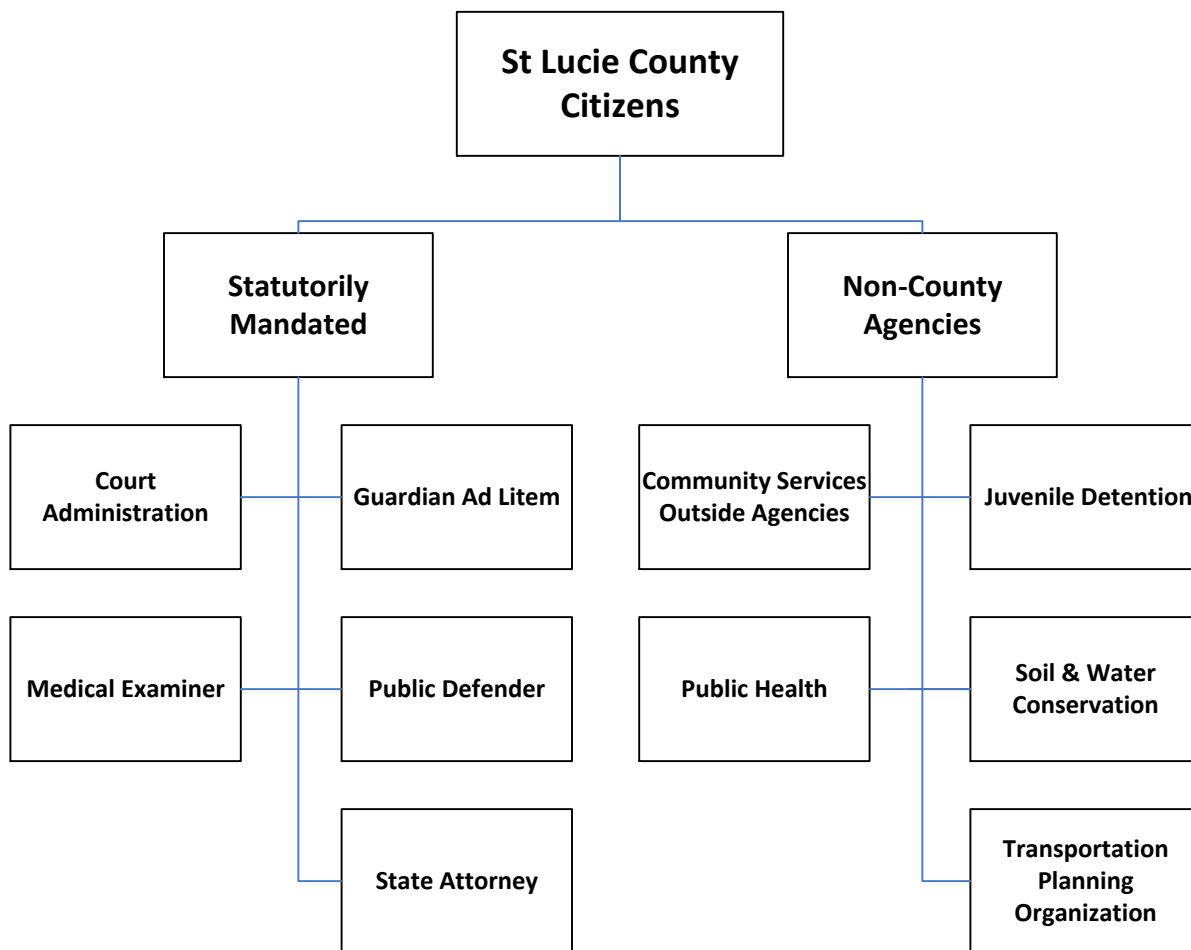 St Lucie County
Citizens
Statutorily
Mandated
Non-County
Agencies
Court
Administration
Guardian Ad Litem
Community Services
Outside Agencies
Juvenile Detention
Medical Examiner
Public Defender
Public Health
Soil & Water
Conservation
State Attorney
Transportation
Planning
Organization